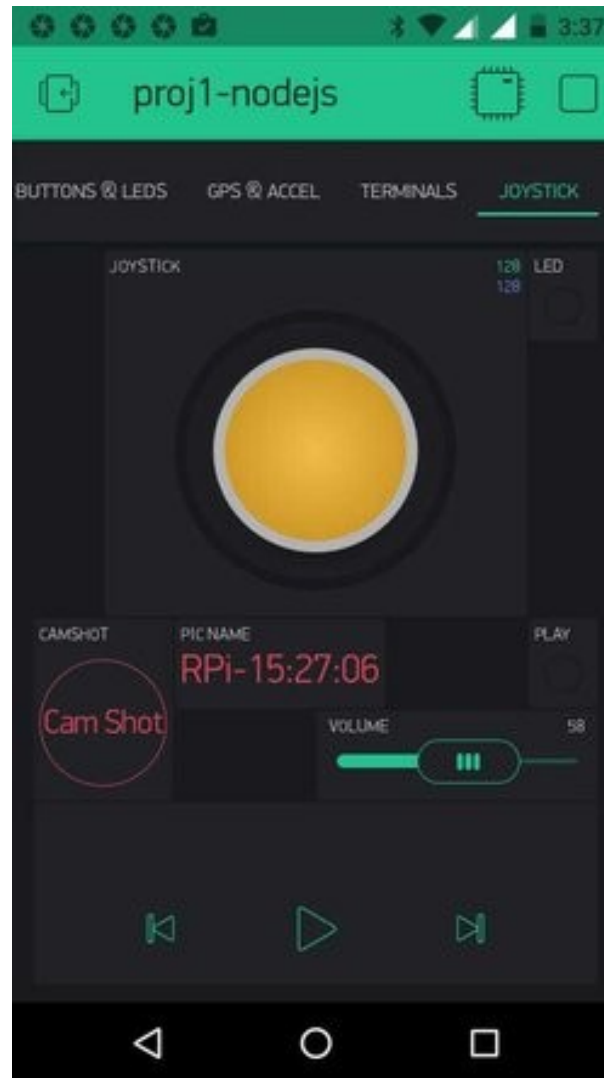 3:37
proj1-nodejs
BUTTONS & LEDS GPS & ACCEL TERMINALS JOYSTICK
JOYSTICK 128 LED
128
CAMSHOT PIC NAME PLAY
RPi-15:27:06
Cam Shot
VOLUME 58